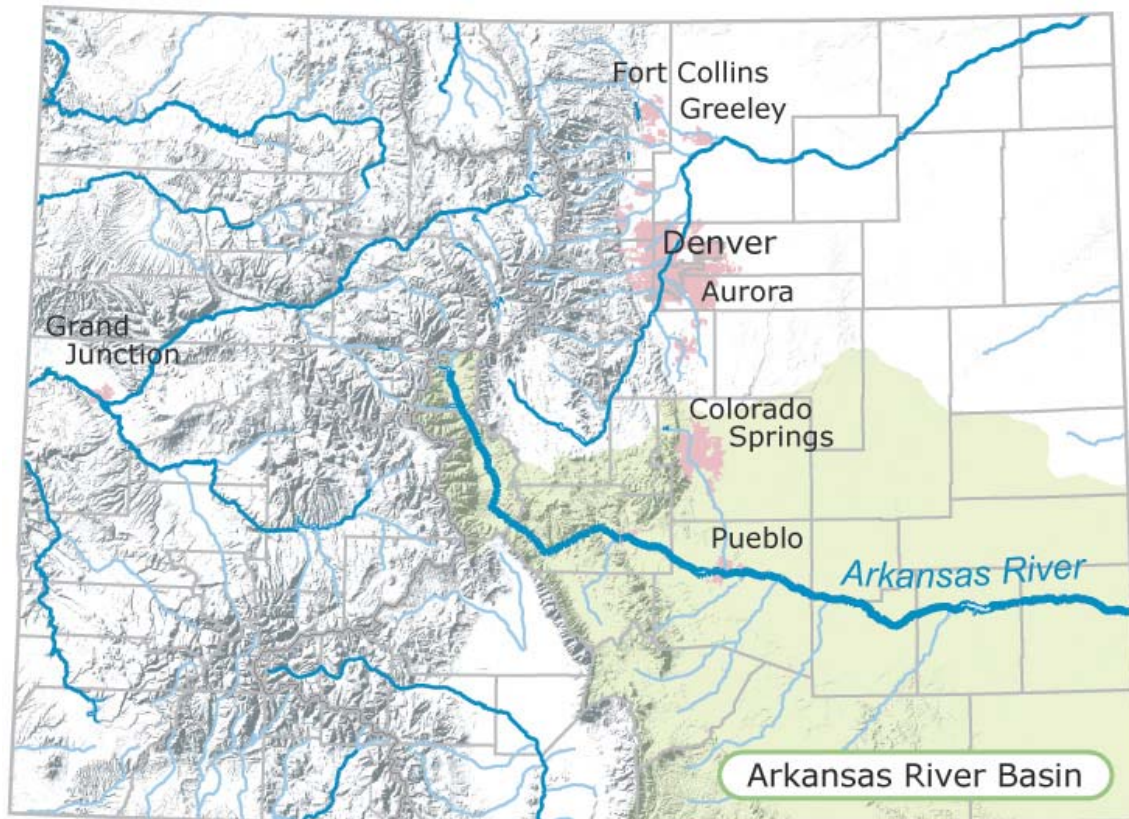 Fort Collins
Greeley
Denver
Aurora
Grand
Junction
Colorado
Springs
Pueblo
Arkansas River
Arkansas River Basin